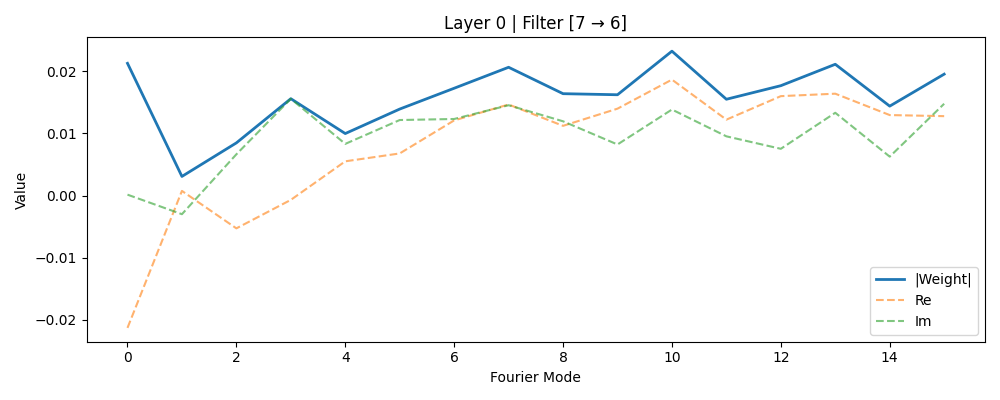 Layer 0 | Filter [7 → 6]
Value
0.02
0.01
0.00
−0.01
−0.02
|Weight|
Re
Im
0 2 4 6 8 10 12 14
Fourier Mode